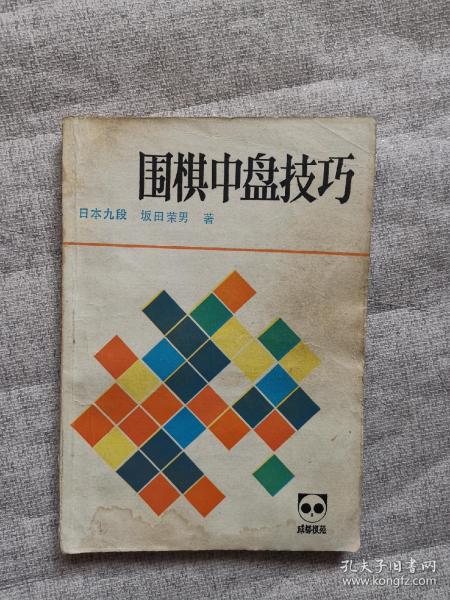 围棋中盘技巧
日本九段 坂田荣男 著
成都棋苑
孔夫子旧书网
www.kongfz.com